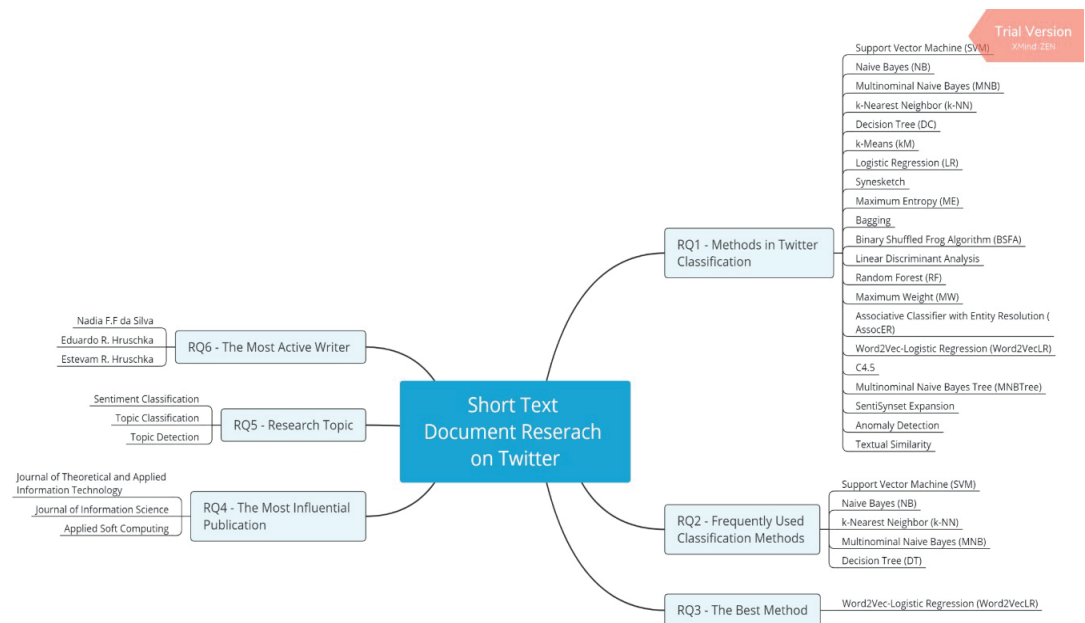 Trial Version
XMind: ZEN
Support Vector Machine (SVM)
Naive Bayes (NB)
Multinominal Naive Bayes (MNB)
k-Nearest Neighbor (k-NN)
Decision Tree (DC)
k-Means (kM)
Logistic Regression (LR)
Synesketch
Maximum Entropy (ME)
Bagging
Binary Shuffled Frog Algorithm (BSFA)
Linear Discriminant Analysis
Random Forest (RF)
Maximum Weight (MW)
Associative Classifier with Entity Resolution (
AssocER)
Word2Vec-Logistic Regression (Word2VecLR)
C4.5
Multinominal Naive Bayes Tree (MNBTree)
SentiSynset Expansion
Anomaly Detection
Textual Similarity
RQ1 - Methods in Twitter
Classification
Nadia F.F da Silva
Eduardo R. Hruschka
Estevam R. Hruschka
RQ6 - The Most Active Writer
Sentiment Classification
Topic Classification
Topic Detection
RQ5 - Research Topic
Short Text
Document Reserach
on Twitter
Journal of Theoretical and Applied
Information Technology
Journal of Information Science
Applied Soft Computing
RQ4 - The Most Influential
Publication
RQ2 - Frequently Used
Classification Methods
Support Vector Machine (SVM)
Naive Bayes (NB)
k-Nearest Neighbor (k-NN)
Multinominal Naive Bayes (MNB)
Decision Tree (DT)
RQ3 - The Best Method
Word2Vec-Logistic Regression (Word2VecLR)